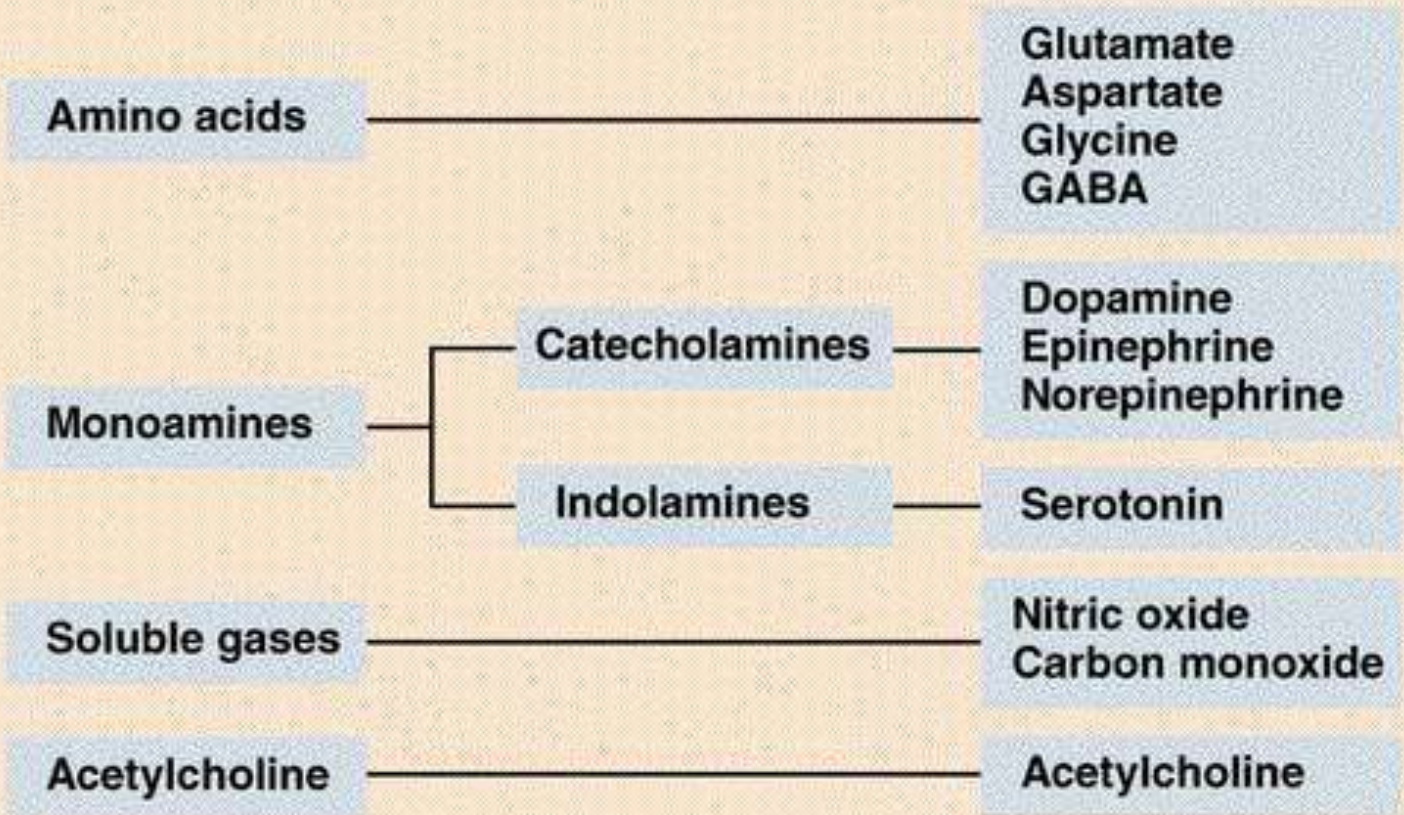 Amino acids
Glutamate
Aspartate
Glycine
GABA
Monoamines
Catecholamines
Dopamine
Epinephrine
Norepinephrine
Indolamines
Serotonin
Soluble gases
Nitric oxide
Carbon monoxide
Acetylcholine
Acetylcholine